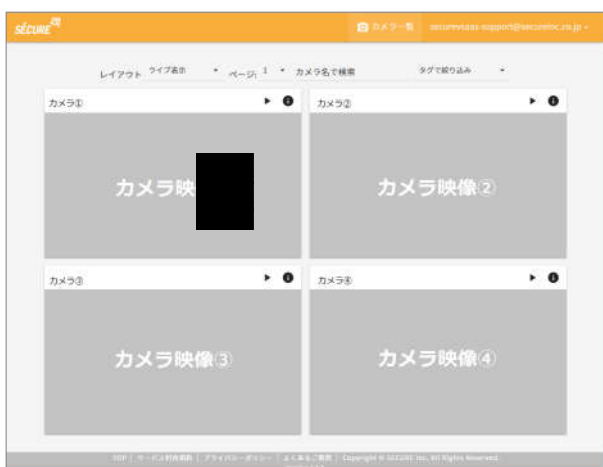 SÉCURE
カメラ一覧 securevsaas-support@secureinc.co.jp
レイアウト ライブ表示 ページ: 1 カメラ名で検索 タグで絞り込み
カメラ① カメラ②
カメラ映 カメラ映像②
カメラ③ カメラ④
カメラ映像③ カメラ映像④
TOP | サービス利用規約 | プライバシーポリシー | よくあるご質問 | Copyright © SECURE Inc. All Rights Reserved.